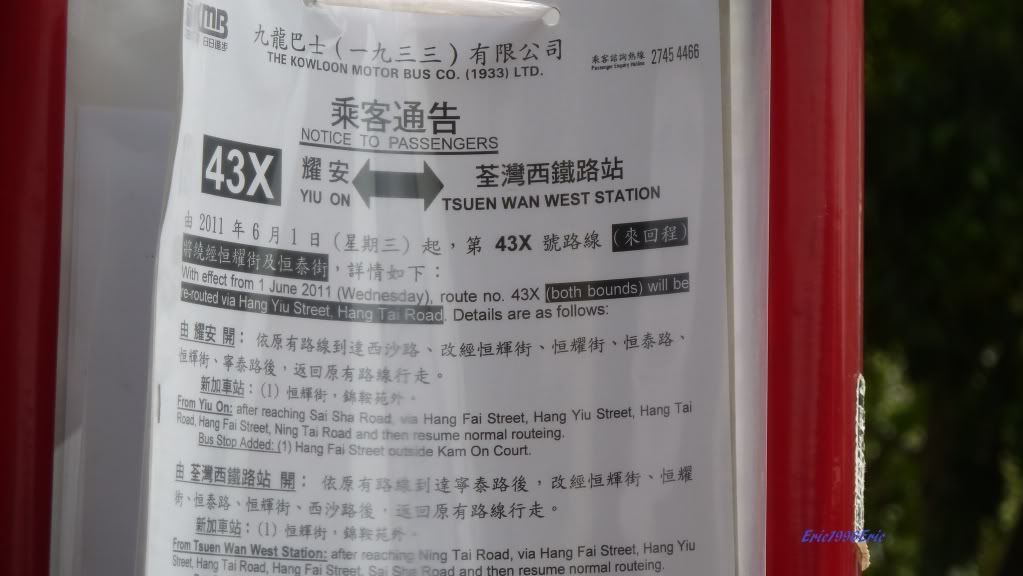 KMB
日日進步
九龍巴士(一九三三)有限公司
THE KOWLOON MOTOR BUS CO. (1933) LTD.
乘客諮詢熱線 2745 4466
Passenger Enquiry Hotline
乘客通告
NOTICE TO PASSENGERS
43X 耀安 荃灣西鐵路站
YIU ON TSUEN WAN WEST STATION
由 2011 年 6 月 1 日 (星期三) 起,第 43X 號路線 (來回程)
將繞經恒耀街及恒泰街,詳情如下:
With effect from 1 June 2011 (Wednesday), route no. 43X (both bounds) will be
re-routed via Hang Yiu Street, Hang Tai Road. Details are as follows:
由 耀安 開: 依原有路線到達西沙路、改經恒輝街、恒耀街、恒泰路、
恒輝街、寧泰路後,返回原有路線行走。
新加車站:(1) 恒輝街,錦鞍苑外。
From Yiu On: after reaching Sai Sha Road, via Hang Fai Street, Hang Yiu Street, Hang Tai
Road, Hang Fai Street, Ning Tai Road and then resume normal routeing.
Bus Stop Added: (1) Hang Fai Street outside Kam On Court.
由 荃灣西鐵路站 開: 依原有路線到達寧泰路後,改經恒輝街、恒耀
街、恒泰路、恒輝街、西沙路後,返回原有路線行走。
新加車站:(1) 恒輝街,錦鞍苑外。
From Tsuen Wan West Station: after reaching Ning Tai Road, via Hang Fai Street, Hang Yiu
Street, Hang Tai Road, Hang Fai Street, Sai Sha Road and then resume normal routeing.
Eric1996Eric